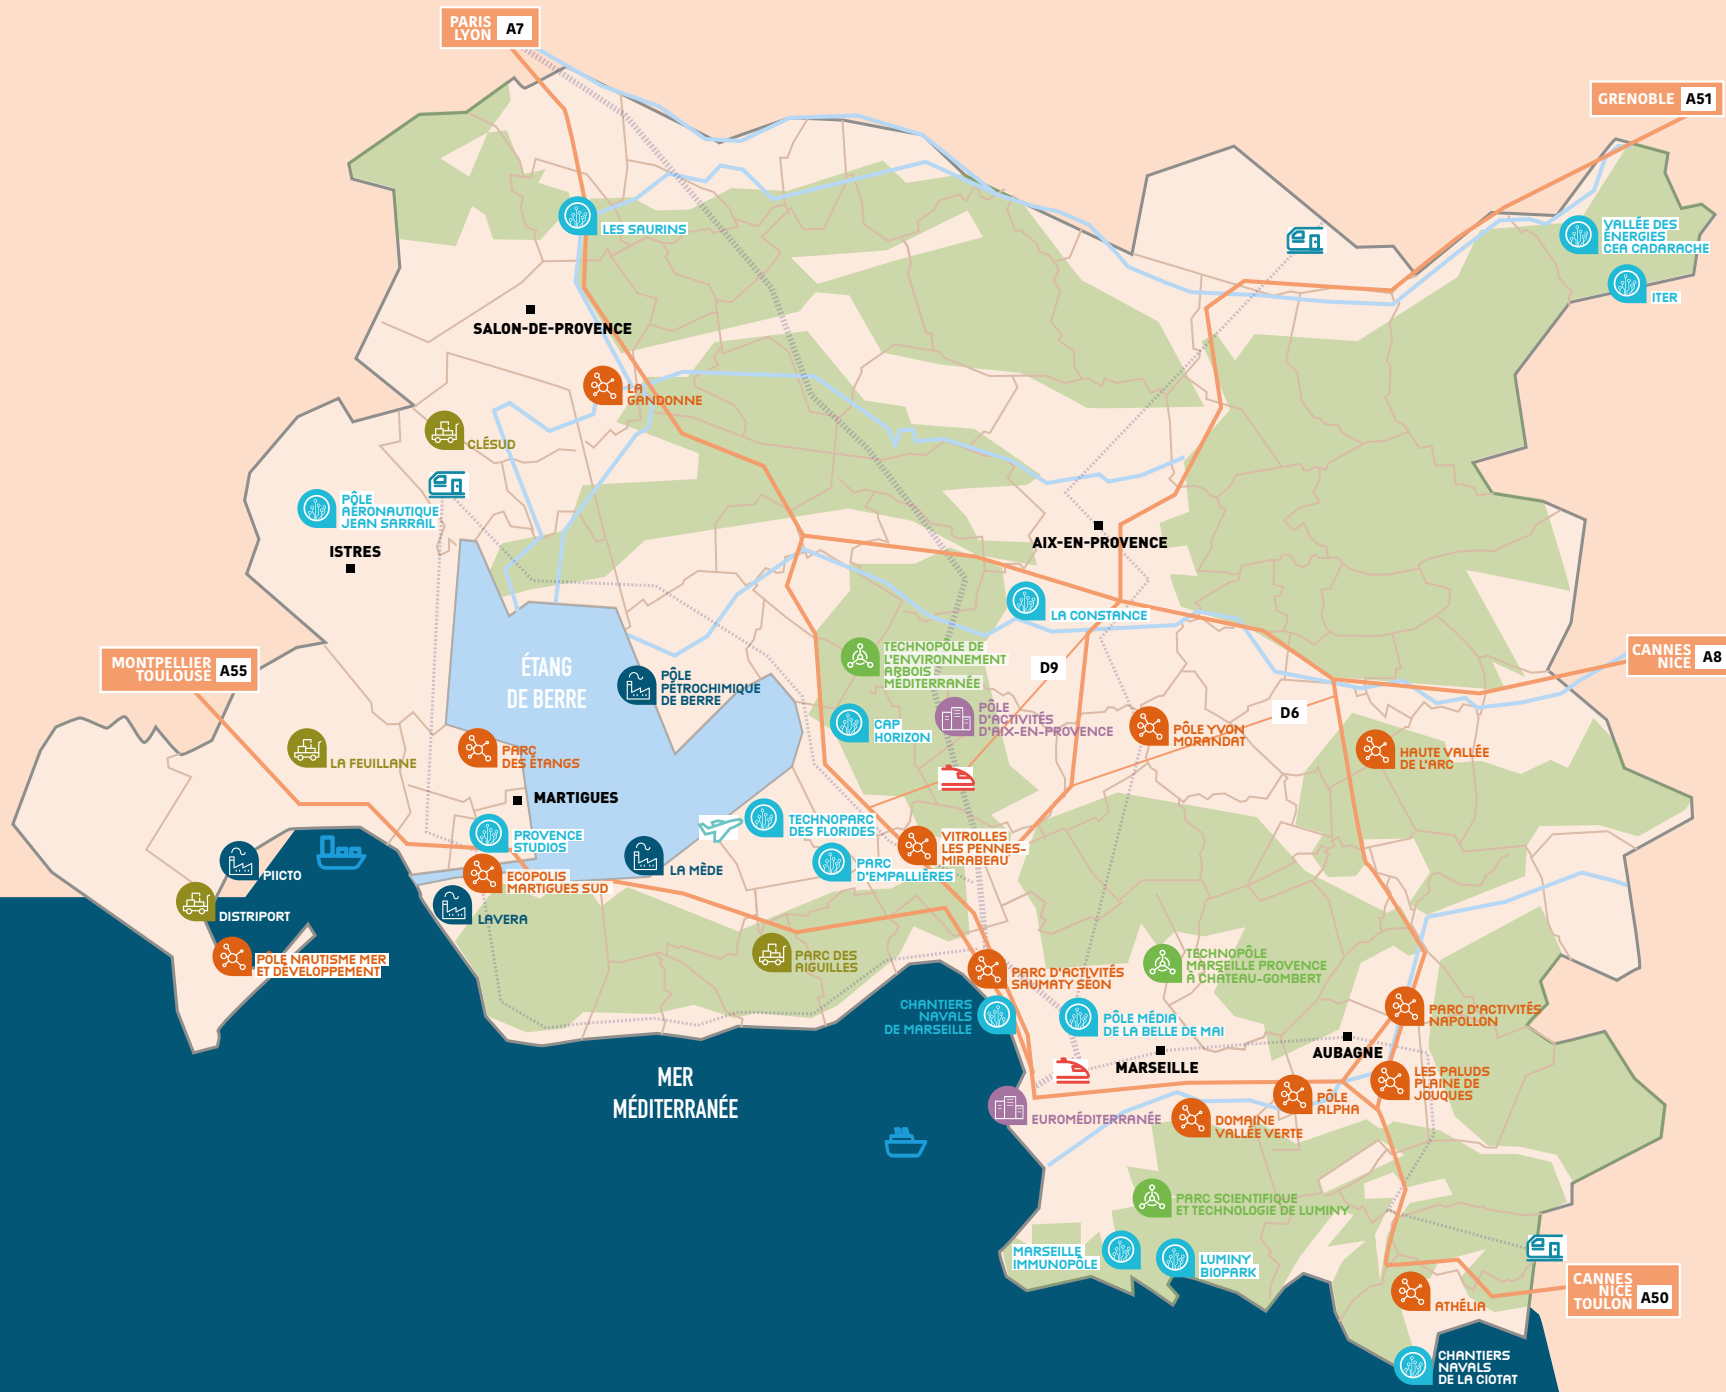 PARIS
LYON
A7
GRENOBLE A51
LES SAURINS
VALLÉE DES
ÉNERGIES
CEA CADARACHE
ITER
SALON-DE-PROVENCE
LA
GANDONNE
CLÉSUD
PÔLE
AÉRONAUTIQUE
JEAN SARRAIL
ISTRES
AIX-EN-PROVENCE
LA CONSTANCE
MONTPELLIER
TOULOUSE
A55
ÉTANG
DE BERRE
PÔLE
PÉTROCHIMIQUE
DE BERRE
TECHNOPÔLE DE
L'ENVIRONNEMENT
ARBOIS
MÉDITERRANÉE
D9
CANNES
NICE
A8
PÔLE
D'ACTIVITÉS
D'AIX-EN-PROVENCE
D6
CAP
HORIZON
PÔLE YVON
MORANDAT
HAUTE VALLÉE
DE L'ARC
LA FEUILLANE
PARC
DES ÉTANGS
MARTIGUES
PROVENCE
STUDIOS
TECHNOPARC
DES FLORIDES
VITROLLES
LES PENNES-
MIRABEAU
PARC
D'EMPALLIÈRES
LA MÈDE
PIICTO
ECOPOLIS
MARTIGUES SUD
DISTRIPORT
LAVERA
PÔLE NAUTISME MER
ET DÉVELOPPEMENT
PARC DES
AIGUILLES
PARC D'ACTIVITÉS
SAUMATY SÉON
TECHNOPÔLE
MARSEILLE PROVENCE
À CHÂTEAU-GOMBERT
CHANTIERS
NAVALS
DE MARSEILLE
PÔLE MÉDIA
DE LA BELLE DE MAI
PARC D'ACTIVITÉS
NAPOLLON
MARSEILLE
AUBAGNE
MER
MÉDITERRANÉE
LES PALUDS
PLAINE DE
JOUQUES
PÔLE
ALPHA
EUROMÉDITERRANÉE
DOMAINE
VALLÉE VERTE
PARC SCIENTIFIQUE
ET TECHNOLOGIE DE LUMINY
MARSEILLE
IMMUNOPÔLE
LUMINY
BIOPARK
CANNES
NICE
TOULON
A50
ATHÉLIA
CHANTIERS
NAVALS
DE LA CIOTAT